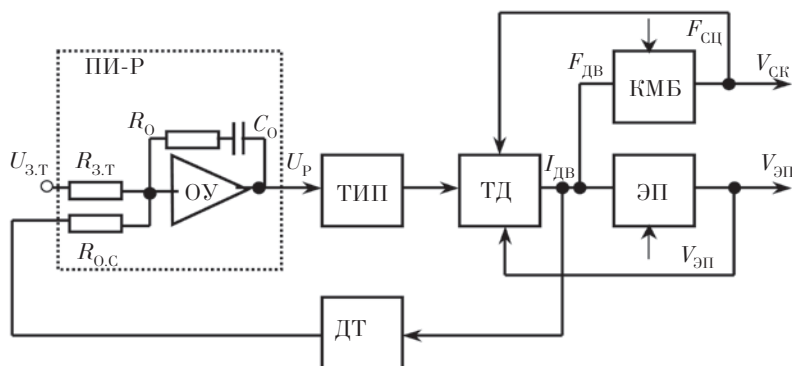 ПИ-Р
F_СЦ
F_ДВ
V_СК
КМБ
R_О
C_О
U_З.Т
R_З.Т
ОУ
U_Р
ТИП
ТД
I_ДВ
ЭП
V_ЭП
R_О.С
V_ЭП
ДТ